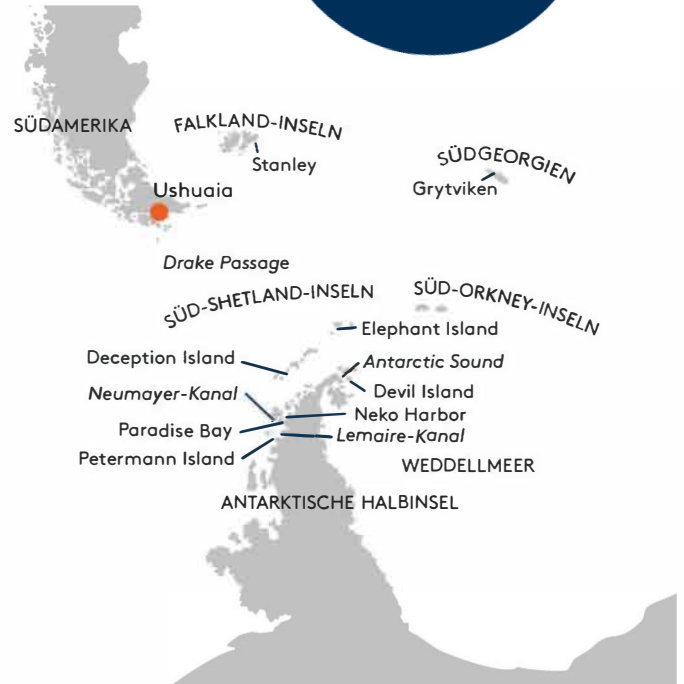 SÜDAMERIKA
FALKLAND-INSELN
Stanley
SÜDGEORGIEN
Grytviken
Ushuaia
Drake Passage
SÜD-SHETLAND-INSELN
SÜD-ORKNEY-INSELN
Elephant Island
Deception Island
Antarctic Sound
Neumayer-Kanal
Devil Island
Neko Harbor
Paradise Bay
Lemaire-Kanal
Petermann Island
WEDDELLMEER
ANTARKTISCHE HALBINSEL